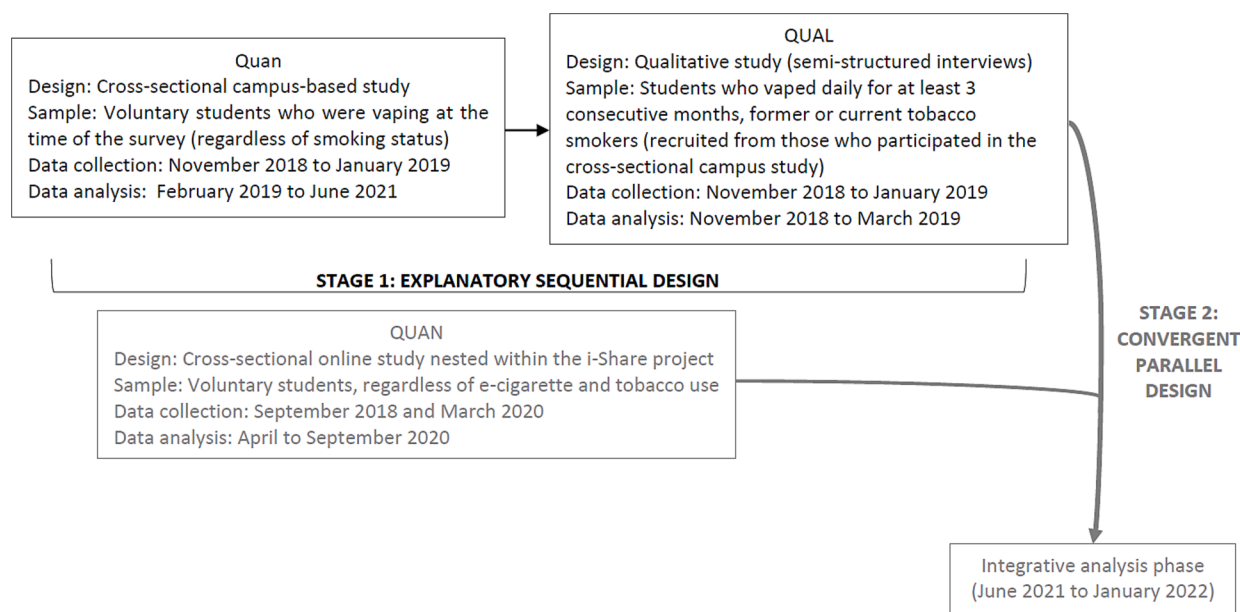 Quan
Design: Cross-sectional campus-based study
Sample: Voluntary students who were vaping at the
time of the survey (regardless of smoking status)
Data collection: November 2018 to January 2019
Data analysis: February 2019 to June 2021
QUAL
Design: Qualitative study (semi-structured interviews)
Sample: Students who vaped daily for at least 3
consecutive months, former or current tobacco
smokers (recruited from those who participated in the
cross-sectional campus study)
Data collection: November 2018 to January 2019
Data analysis: November 2018 to March 2019
STAGE 1: EXPLANATORY SEQUENTIAL DESIGN
QUAN
Design: Cross-sectional online study nested within the i-Share project
Sample: Voluntary students, regardless of e-cigarette and tobacco use
Data collection: September 2018 and March 2020
Data analysis: April to September 2020
STAGE 2:
CONVERGENT
PARALLEL
DESIGN
Integrative analysis phase
(June 2021 to January 2022)